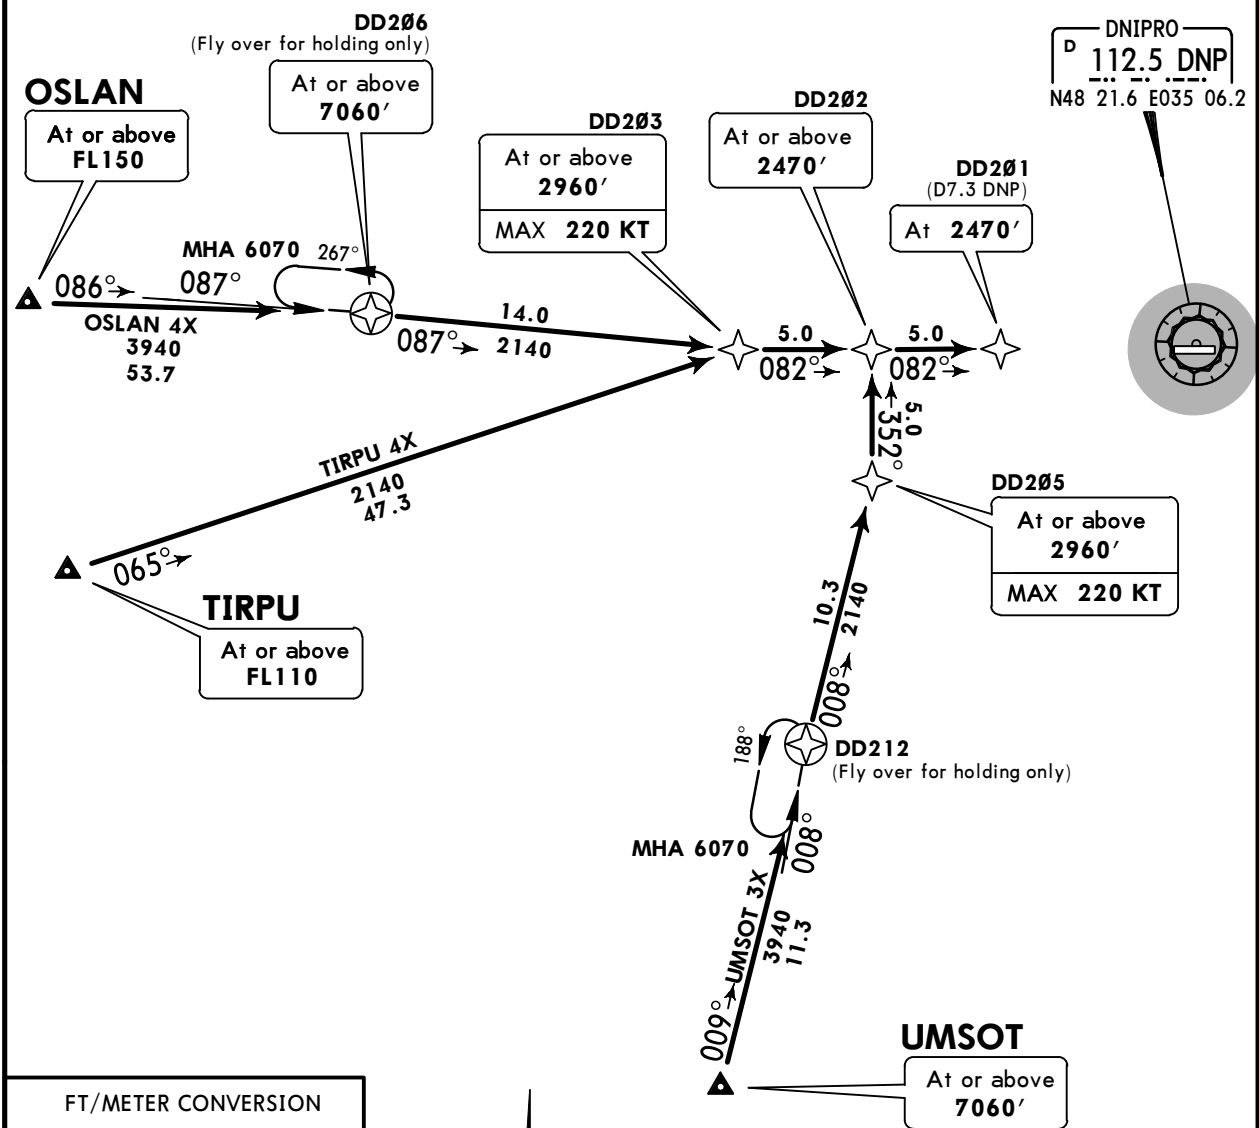 DD2Ø6
(Fly over for holding only)
At or above
7060′
OSLAN
At or above
FL150
DD2Ø3
At or above
2960′
MAX 220 KT
DD2Ø2
At or above
2470′
DD2Ø1
(D7.3 DNP)
At 2470′
DNIPRO
D 112.5 DNP
N48 21.6 E035 06.2
MHA 6070
267°
086°
087°
OSLAN 4X
3940
53.7
14.0
087°
2140
5.0
082°
5.0
082°
5.0
352°
TIRPU 4X
2140
47.3
065°
TIRPU
At or above
FL110
DD2Ø5
At or above
2960′
MAX 220 KT
10.3
2140
008°
188°
DD212
(Fly over for holding only)
MHA 6070
008°
UMSOT 3X
3940
11.3
009°
UMSOT
At or above
7060′
FT/METER CONVERSION